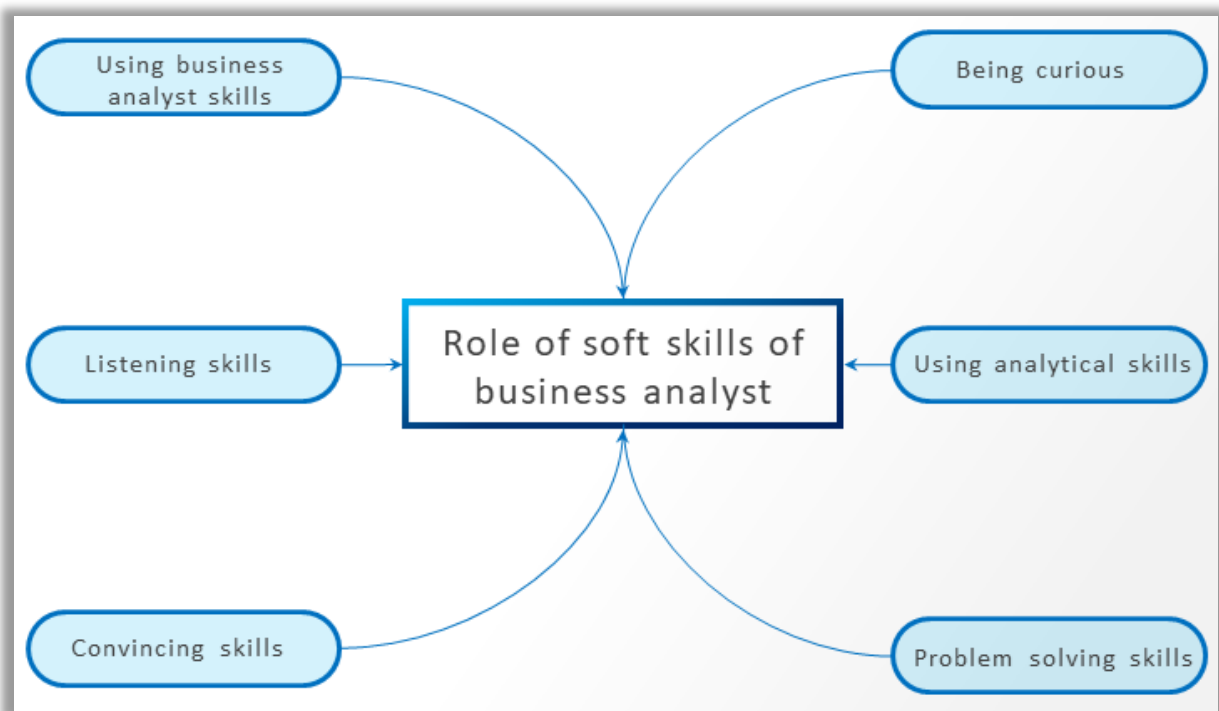 Using business
analyst skills
Being curious
Listening skills
Role of soft skills of
business analyst
Using analytical skills
Convincing skills
Problem solving skills